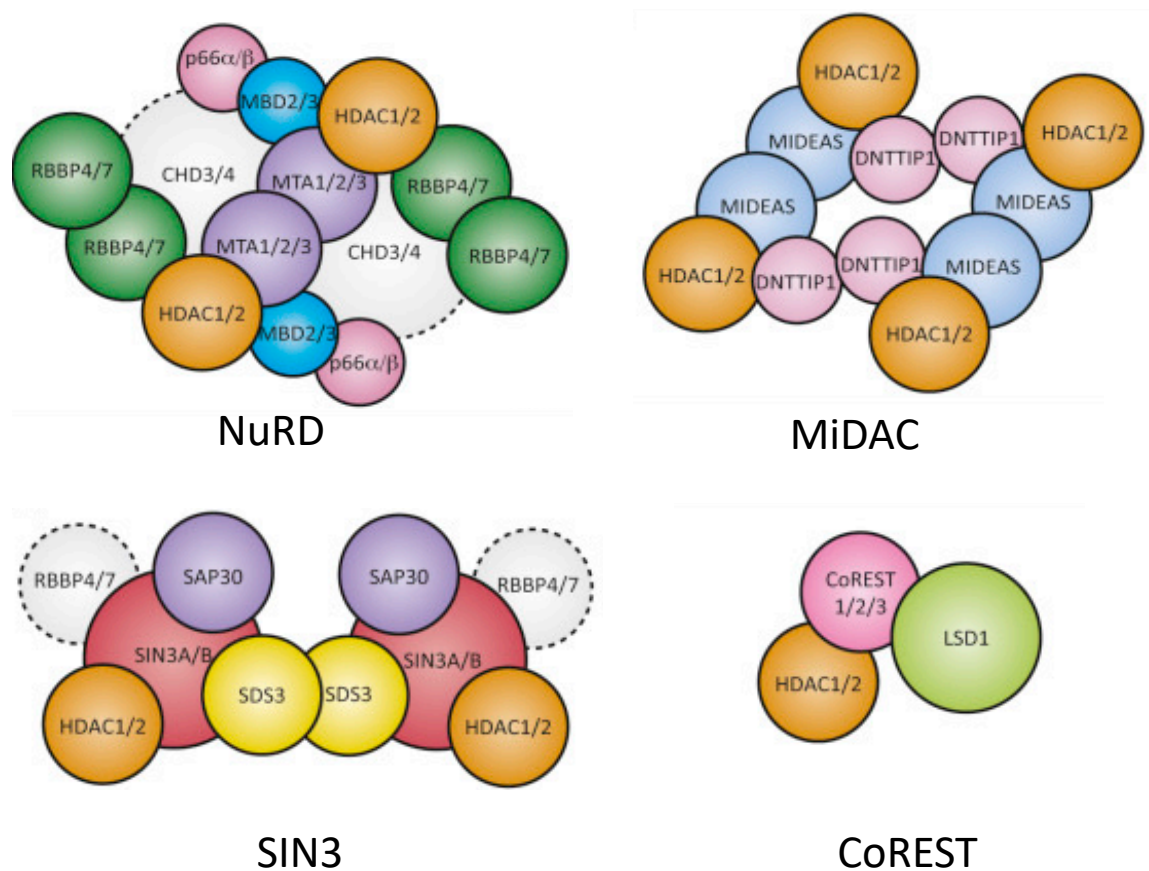 p66α/β
MBD2/3
HDAC1/2
RBBP4/7
CHD3/4
MTA1/2/3
RBBP4/7
RBBP4/7
MTA1/2/3
CHD3/4
RBBP4/7
HDAC1/2
MBD2/3
p66α/β
NuRD
HDAC1/2
MIDEAS
DNTTIP1
DNTTIP1
HDAC1/2
MIDEAS
MIDEAS
HDAC1/2
DNTTIP1
DNTTIP1
MIDEAS
HDAC1/2
MiDAC
RBBP4/7
SAP30
SAP30
RBBP4/7
SIN3A/B
SIN3A/B
SDS3
SDS3
HDAC1/2
HDAC1/2
SIN3
CoREST
1/2/3
LSD1
HDAC1/2
CoREST